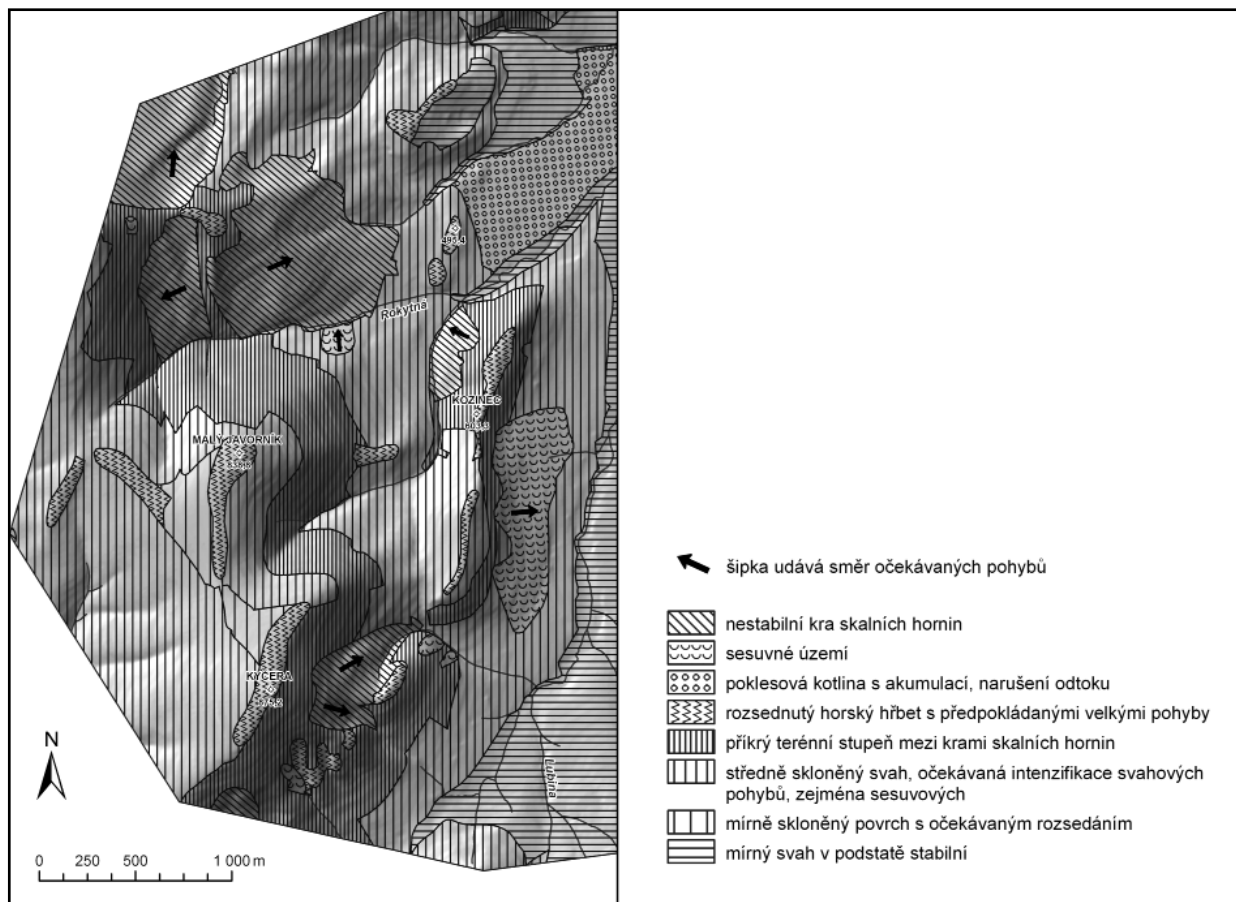 495,4
Rokytná
KOZINEC
603,3
MALÝ JAVORNÍK
KYČERA
Lubina
N
0 250 500 1 000 m
šipka udává směr očekávaných pohybů
nestabilní kra skalních hornin
sesuvné území
poklesová kotlina s akumulací, narušení odtoku
rozsednutý horský hřbet s předpokládanými velkými pohyby
příkrý terénní stupeň mezi krami skalních hornin
středně skloněný svah, očekávaná intenzifikace svahových
pohybů, zejména sesuvových
mírně skloněný povrch s očekávaným rozsedáním
mírný svah v podstatě stabilní